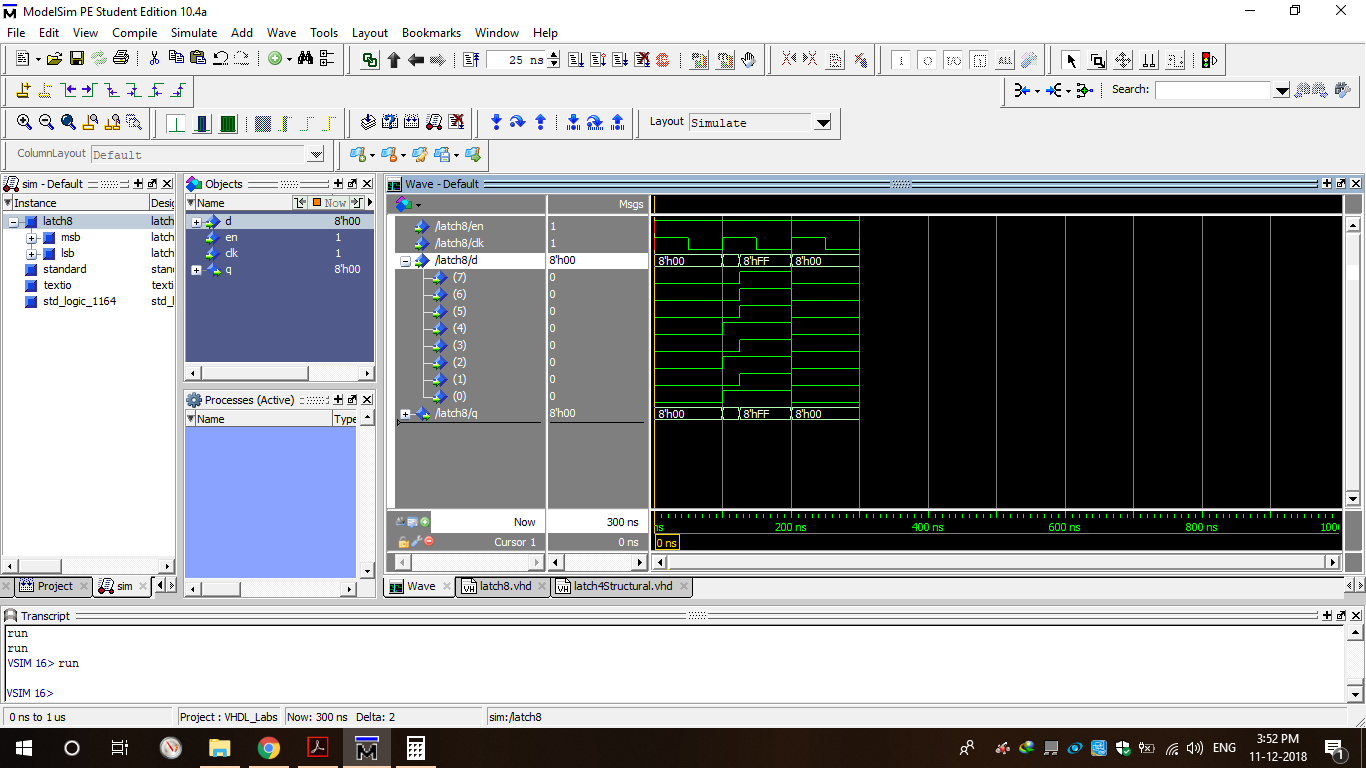 ModelSim PE Student Edition 10.4a
File Edit View Compile Simulate Add Wave Tools Layout Bookmarks Window Help
25 ns
ALL
Search:
Layout Simulate
ColumnLayout Default
sim - Default
Instance Desig
latch8 latch
msb latch
lsb latch
standard stand
textio textio
std_logic_1164 std_l
Project sim
Objects
Name Now
d 8'h00
en 1
clk 1
q 8'h00
Processes (Active)
Name Type
Wave - Default
Msgs
/latch8/en 1
/latch8/clk 1
/latch8/d 8'h00 8'h00 8'hFF 8'h00
(7) 0
(6) 0
(5) 0
(4) 0
(3) 0
(2) 0
(1) 0
(0) 0
/latch8/q 8'h00 8'h00 8'hFF 8'h00
Now 300 ns ns 200 ns 400 ns 600 ns 800 ns 100
Cursor 1 0 ns 0 ns
Wave latch8.vhd latch4Structural.vhd
Transcript
run
run
VSIM 16> run
VSIM 16>
0 ns to 1 us Project : VHDL_Labs Now: 300 ns Delta: 2 sim:/latch8
ENG 3:52 PM
11-12-2018
1